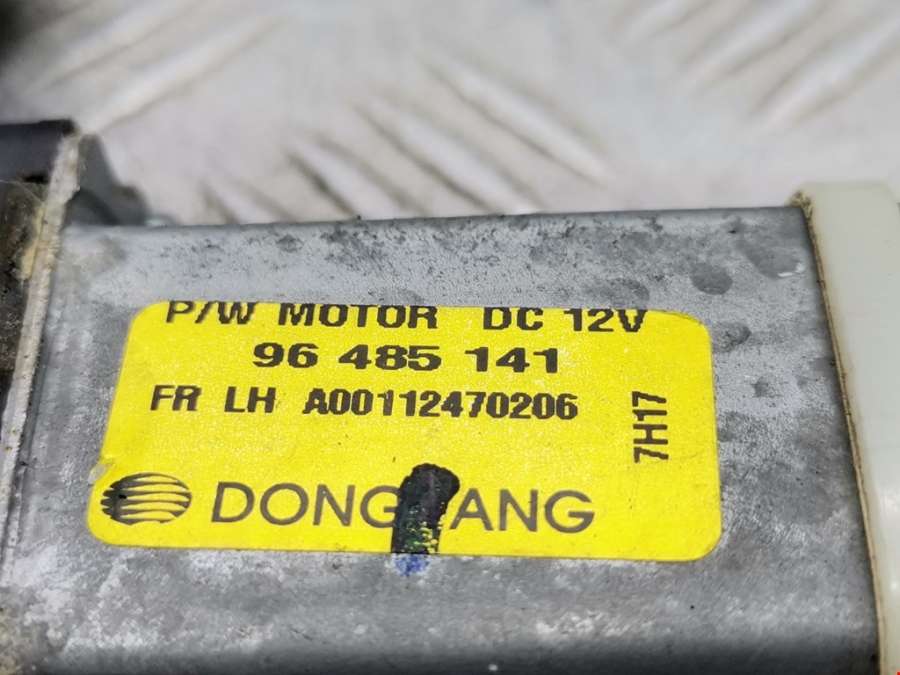 P/W MOTOR DC 12V
96 485 141
FR LH A00112470206
7H17